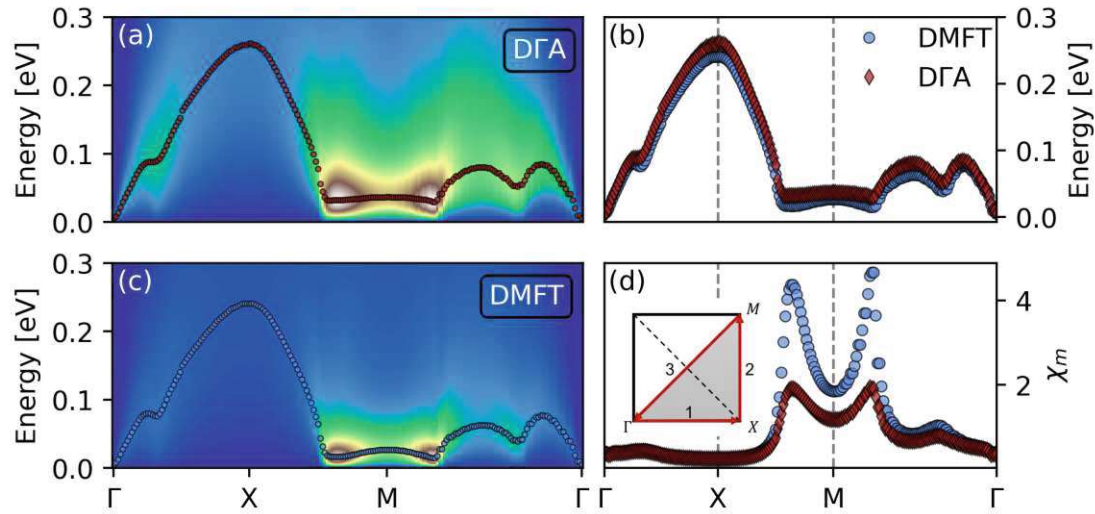 0.3 (a) DΓA
0.2
0.1
0.0
Energy [eV]
(b) DMFT
DΓA
0.3
0.2
0.1
0.0
Energy [eV]
0.3 (c) DMFT
0.2
0.1
0.0
Energy [eV]
Γ X M Γ
(d)
M
3 2
1
Γ X
4
2
χm
Γ X M Γ